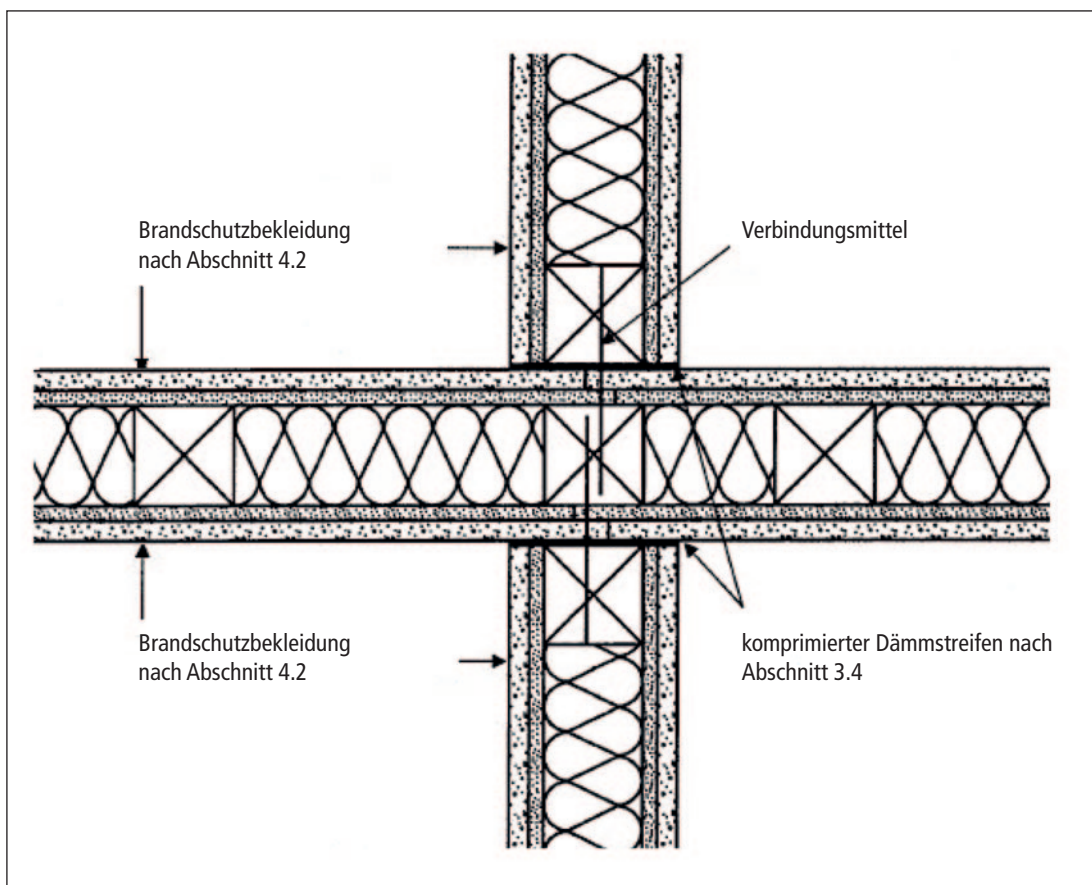 Brandschutzbekleidung
nach Abschnitt 4.2
Verbindungsmittel
Brandschutzbekleidung
nach Abschnitt 4.2
komprimierter Dämmstreifen nach
Abschnitt 3.4